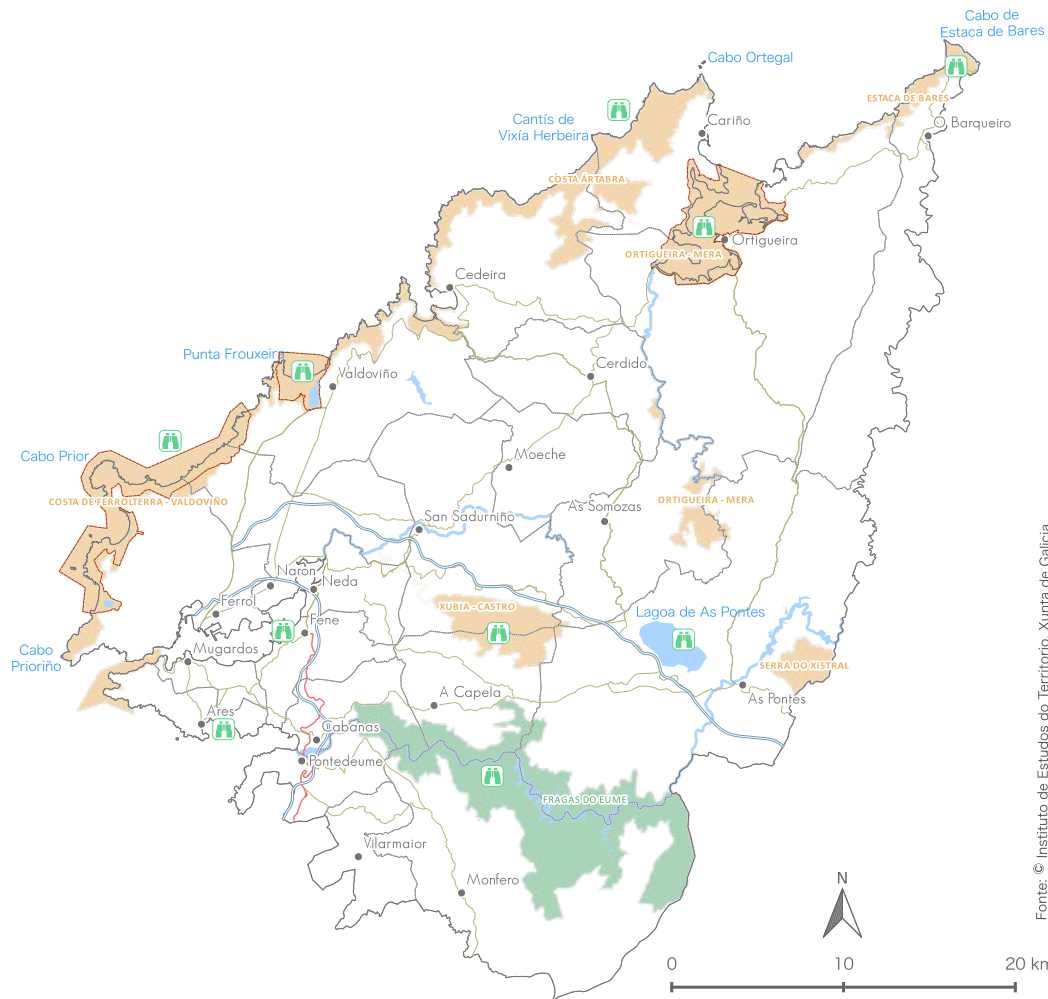 Cabo de
Estaca de Bares
Cabo Ortegal
ESTACA DE BARES
Cantís de
Vixía Herbeira
Cariño
Barqueiro
COSTA ÁRTABRA
Ortigueira
ORTIGUEIRA - MERA
Cedeira
Punta Frouxeira
Valdoviño
Cerdido
Cabo Prior
Moeche
COSTA DE FERROLTERRA - VALDOVIÑO
ORTIGUEIRA - MERA
As Somozas
San Sadurniño
Naron
Neda
Ferrol
XUBIA - CASTRO
Lagoa de As Pontes
Fene
Cabo
Prioriño
Mugardos
SERRA DO XISTRAL
A Capela
As Pontes
Ares
Cabanas
Pontedeume
FRAGAS DO EUME
Vilarmaior
Monfero
N
0 10 20 km
Fonte: © Instituto de Estudos do Territorio. Xunta de Galicia